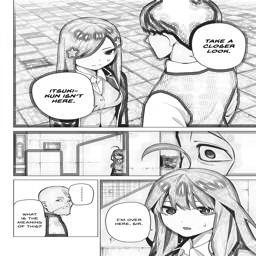 TAKE A
CLOSER
LOOK.
ITSUKI-
KUN ISN'T
HERE.
I'M OVER
HERE, SIR.
WHAT IS
THE
MEANING
OF THIS?